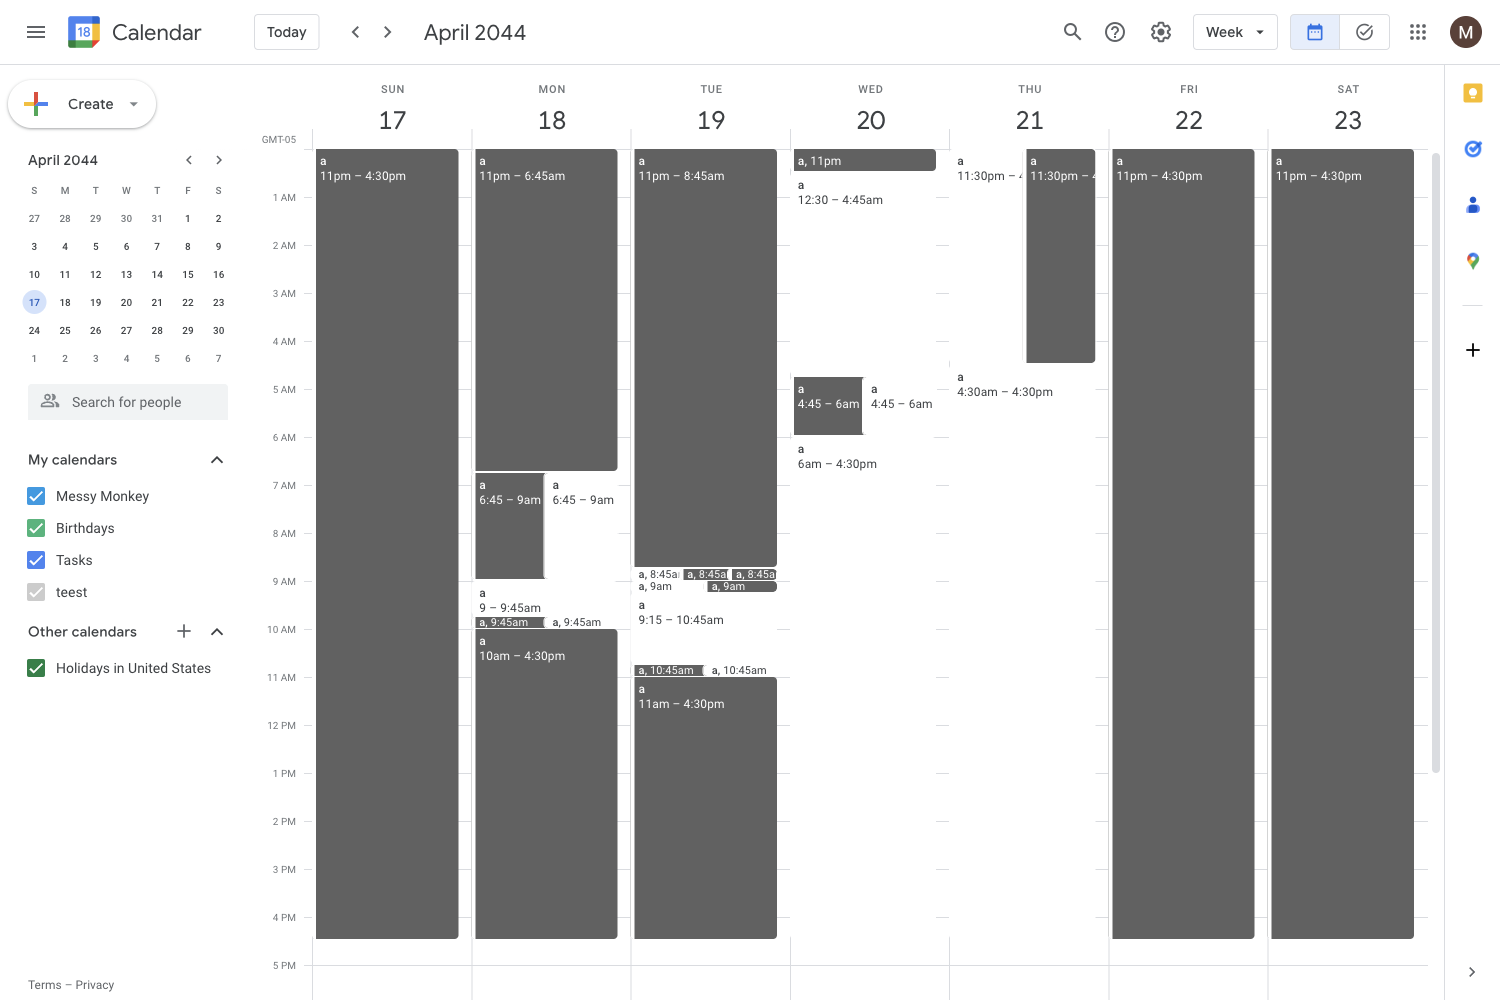 18 Calendar Today April 2044 Week M
Create
SUN MON TUE WED THU FRI SAT
17 18 19 20 21 22 23
GMT-05
April 2044
S M T W T F S
27 28 29 30 31 1 2
3 4 5 6 7 8 9
10 11 12 13 14 15 16
17 18 19 20 21 22 23
24 25 26 27 28 29 30
1 2 3 4 5 6 7
Search for people
My calendars
Messy Monkey
Birthdays
Tasks
teest
Other calendars
Holidays in United States
Terms – Privacy
1 AM
2 AM
3 AM
4 AM
5 AM
6 AM
7 AM
8 AM
9 AM
10 AM
11 AM
12 PM
1 PM
2 PM
3 PM
4 PM
5 PM
a
11pm – 4:30pm
a
11pm – 6:45am
a
6:45 – 9am
a
6:45 – 9am
a
9 – 9:45am
a, 9:45am
a, 9:45am
a
10am – 4:30pm
a
11pm – 8:45am
a, 8:45a
a, 8:45a
a, 8:45a
a, 9am
a, 9am
a
9:15 – 10:45am
a, 10:45am
a, 10:45am
a
11am – 4:30pm
a, 11pm
a
12:30 – 4:45am
a
4:45 – 6am
a
4:45 – 6am
a
6am – 4:30pm
a
11:30pm – 4
a
11:30pm – 4
a
4:30am – 4:30pm
a
11pm – 4:30pm
a
11pm – 4:30pm